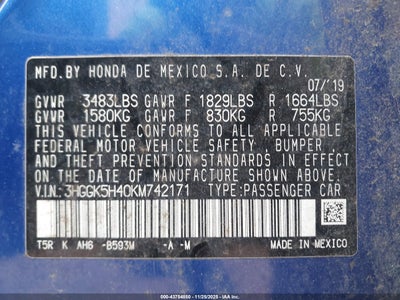 MFD.BY HONDA DE MEXICO S.A. DE C.V.
07/19
GVWR 3483LBS GAWR F 1829LBS R 1664LBS
GVWR 1580KG GAWR F 830KG R 755KG
THIS VEHICLE CONFORMS TO ALL APPLICABLE
FEDERAL MOTOR VEHICLE SAFETY, BUMPER,
AND THEFT PREVENTION STANDARDS IN EFFECT
ON THE DATE OF MANUFACTURE SHOWN ABOVE.
V.I.N: 3HGGK5H40KM742171 TYPE:PASSENGER CAR
T5R K AH6 -B593M -A -M MADE IN MEXICO
000-43754050 - 11/25/2025 - IAA Vehicles